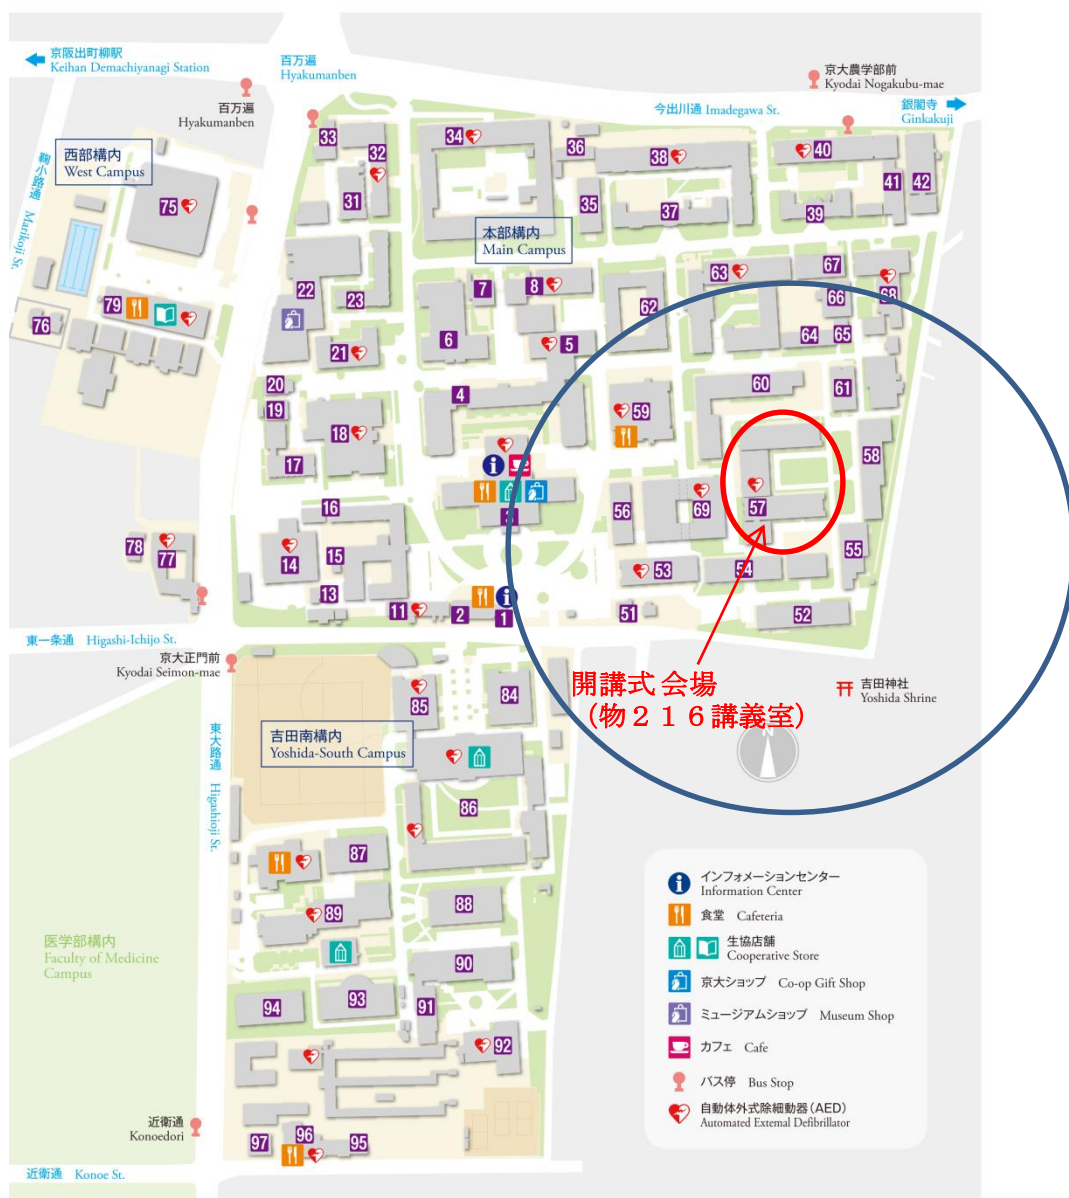 京阪出町柳駅
Keihan Demachiyanagi Station
百万遍
Hyakumanben
百万遍
Hyakumanben
京大農学部前
Kyodai Nogakubu-mae
今出川通 Imadegawa St.
銀閣寺
Ginkakuji
西部構内
West Campus
鞠小路通 Marikoji St.
本部構内
Main Campus
33
32
34
36
38
40
41
42
31
35
37
39
75
79
76
22
23
7
8
62
63
67
68
66
64
65
21
6
5
20
19
4
59
60
61
18
17
58
16
56
69
57
3
78
77
14
15
53
54
55
13
11
2
1
51
52
東一条通 Higashi-Ichijo St.
京大正門前
Kyodai Seimon-mae
開講式会場
（物２１６講義室）
吉田神社
Yoshida Shrine
N
85
84
吉田南構内
Yoshida-South Campus
東大路通 Higashioji St.
86
87
88
89
90
医学部構内
Faculty of Medicine
Campus
94
93
91
92
近衛通
Konoedori
97
96
95
近衛通 Konoe St.
インフォメーションセンター
Information Center
食堂 Cafeteria
生協店舗
Cooperative Store
京大ショップ Co-op Gift Shop
ミュージアムショップ Museum Shop
カフェ Cafe
バス停 Bus Stop
自動体外式除細動器(AED)
Automated External Defibrillator